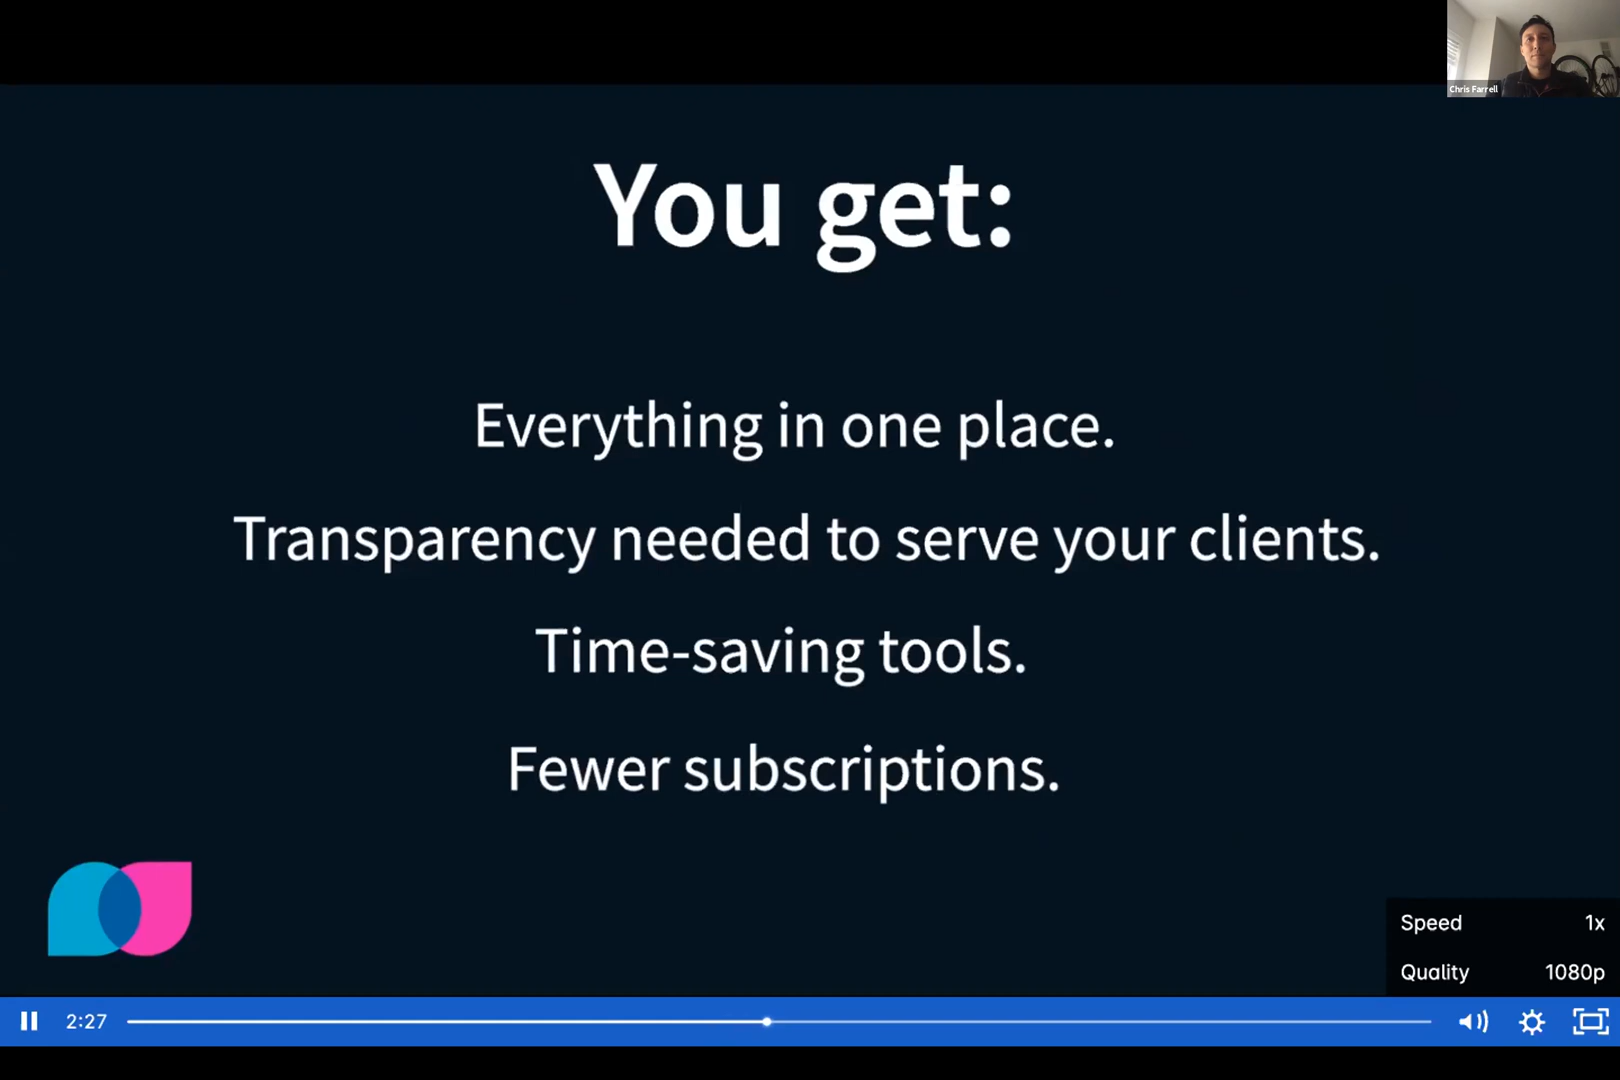 Chris Farrell
You get:
Everything in one place.
Transparency needed to serve your clients.
Time-saving tools.
Fewer subscriptions.
Speed 1x
Quality 1080p
2:27